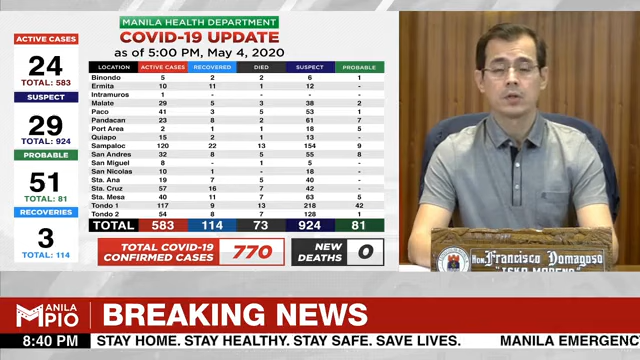 ACTIVE CASES
24
TOTAL: 583
SUSPECT
29
TOTAL: 924
PROBABLE
51
TOTAL: 81
RECOVERIES
3
TOTAL: 114
MANILA HEALTH DEPARTMENT
COVID-19 UPDATE
as of 5:00 PM, May 4, 2020
LOCATION ACTIVE CASES RECOVERED DIED SUSPECT PROBABLE
Binondo 5 2 2 6 1
Ermita 10 11 1 12 -
Intramuros 1 - - - -
Malate 29 5 3 38 2
Paco 41 3 5 53 1
Pandacan 23 8 2 61 7
Port Area 2 1 1 18 5
Quiapo 15 2 1 13 -
Sampaloc 120 22 13 154 9
San Andres 32 8 5 55 8
San Miguel 8 - 1 5 -
San Nicolas 10 1 - 18 -
Sta. Ana 19 7 5 40 -
Sta. Cruz 57 16 7 42 -
Sta. Mesa 40 11 7 63 5
Tondo 1 117 9 13 218 42
Tondo 2 54 8 7 128 1
TOTAL 583 114 73 924 81
TOTAL COVID-19
CONFIRMED CASES 770
NEW
DEATHS 0
Hon. Francisco Domagoso
"ISKO MORENO"
MANILA
PIO
BREAKING NEWS
8:40 PM
STAY HOME. STAY HEALTHY. STAY SAFE. SAVE LIVES.
MANILA EMERGENC